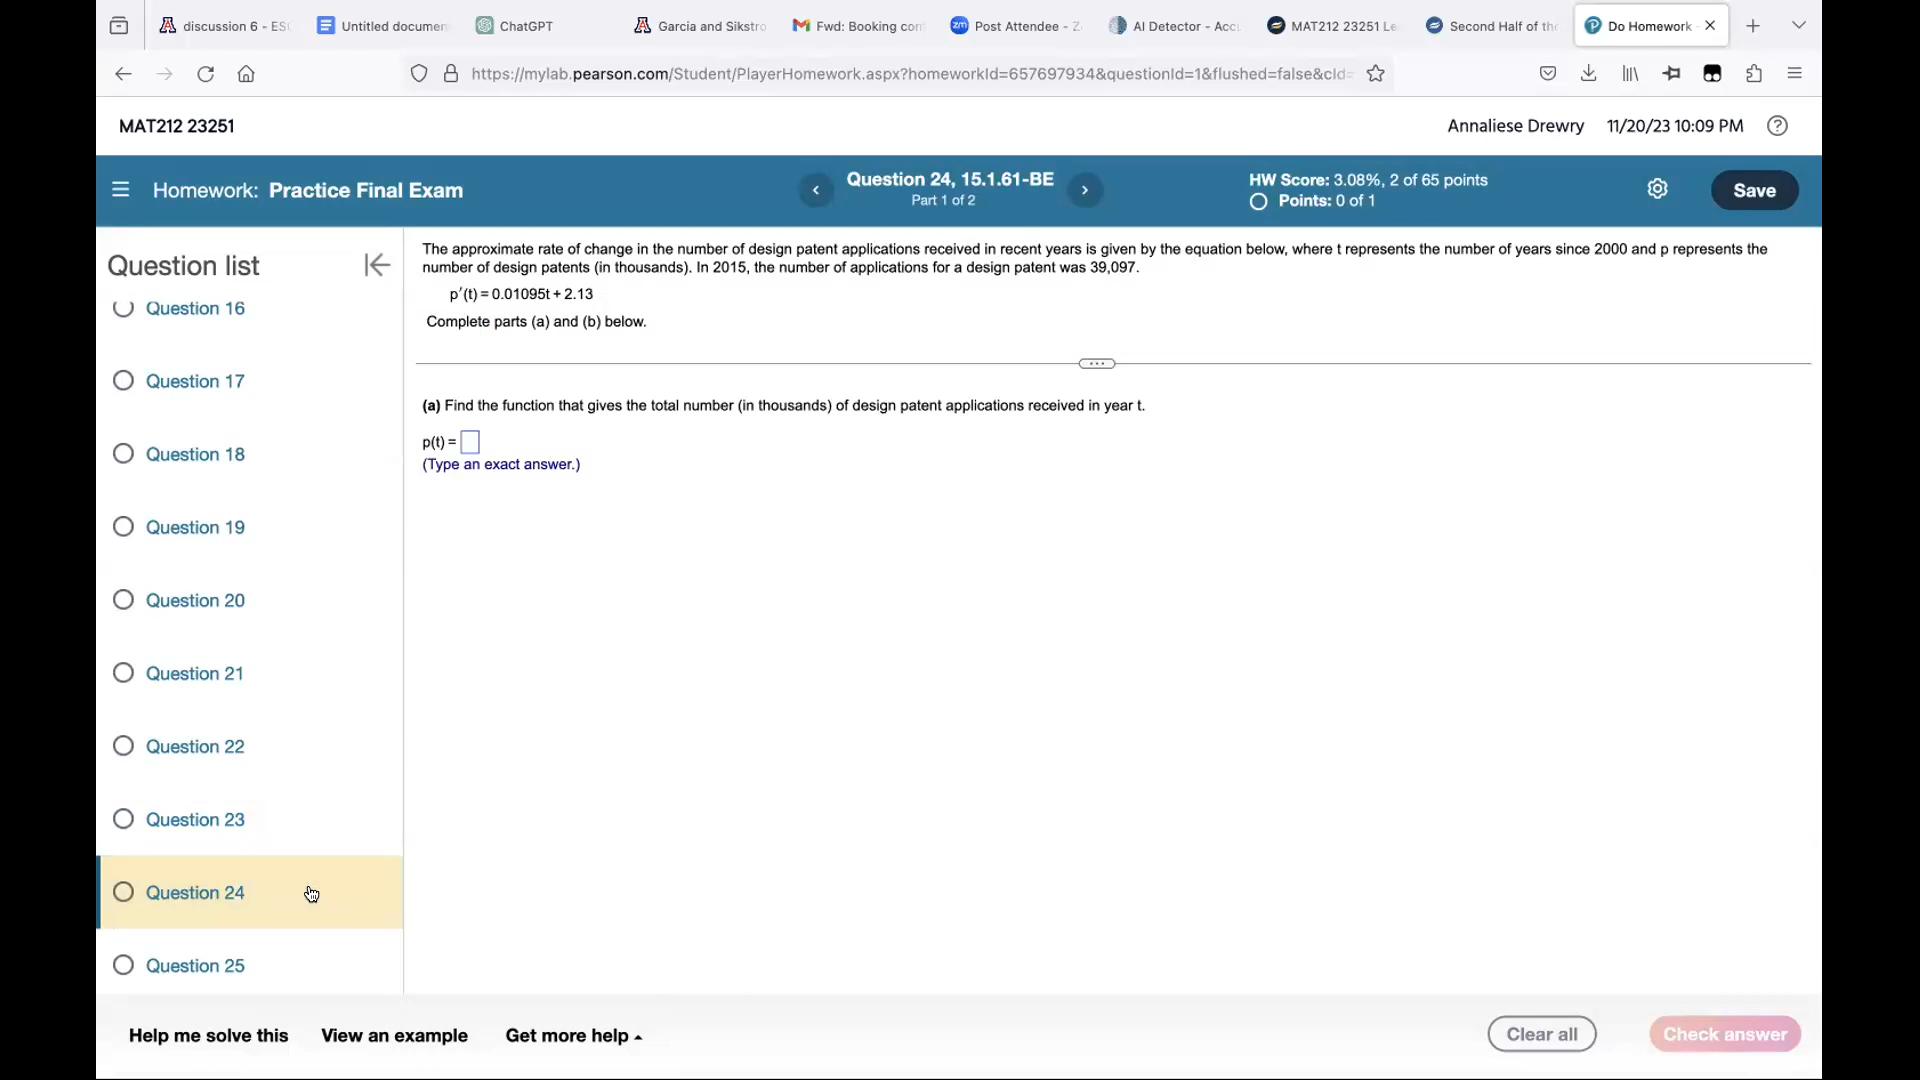 discussion 6 - ES
Untitled documen
ChatGPT
Garcia and Sikstro
Fwd: Booking con
Post Attendee - Z
AI Detector - Acc
MAT212 23251 Le
Second Half of th
Do Homework
https://mylab.pearson.com/Student/PlayerHomework.aspx?homeworkId=657697934&questionId=1&flushed=false&cId=
MAT212 23251
Annaliese Drewry 11/20/23 10:09 PM
Homework: Practice Final Exam
Question 24, 15.1.61-BE
Part 1 of 2
HW Score: 3.08%, 2 of 65 points
Points: 0 of 1
Save
Question list
Question 16
Question 17
Question 18
Question 19
Question 20
Question 21
Question 22
Question 23
Question 24
Question 25
The approximate rate of change in the number of design patent applications received in recent years is given by the equation below, where t represents the number of years since 2000 and p represents the
number of design patents (in thousands). In 2015, the number of applications for a design patent was 39,097.
p′(t) = 0.01095t + 2.13
Complete parts (a) and (b) below.
(a) Find the function that gives the total number (in thousands) of design patent applications received in year t.
p(t) =
(Type an exact answer.)
Help me solve this
View an example
Get more help
Clear all
Check answer